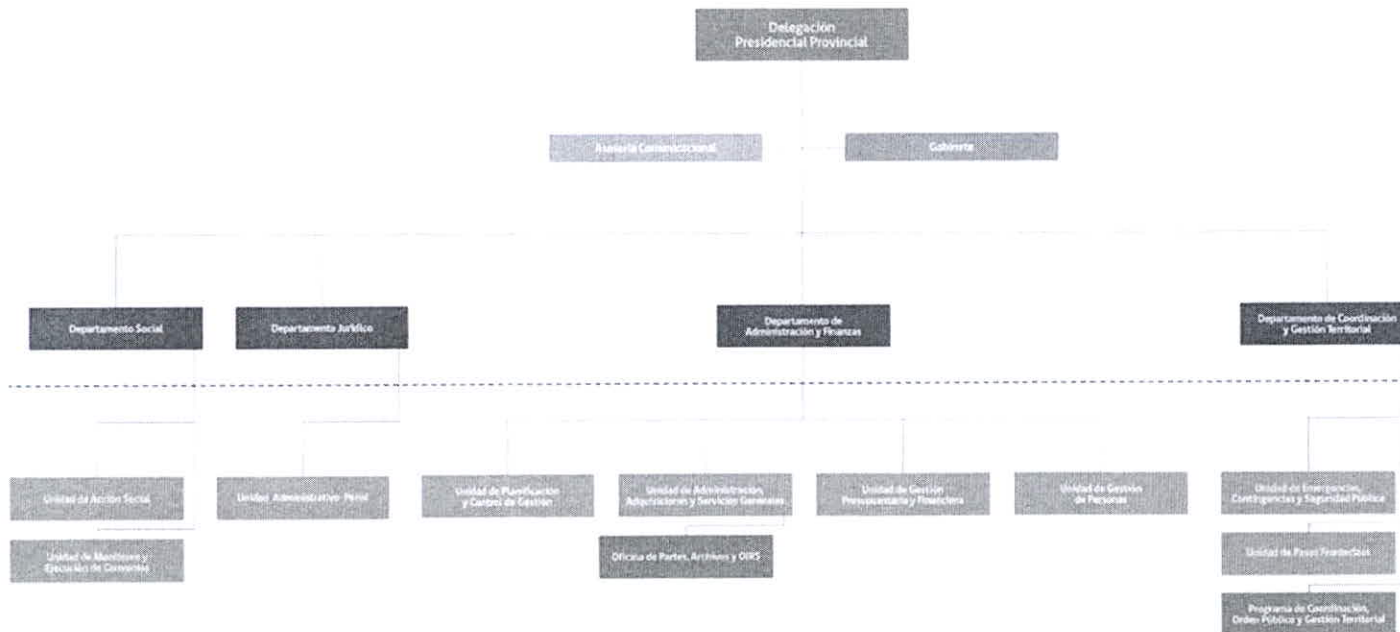 Delegación
Presidencial Provincial
Asesoría Comunicacional
Gabinete
Departamento Social
Departamento Jurídico
Departamento de
Administración y Finanzas
Departamento de Coordinación
y Gestión Territorial
Unidad de Acción Social
Unidad Administrativo Penal
Unidad de Planificación
y Control de Gestión
Unidad de Administración,
Adquisiciones y Servicios Generales
Unidad de Gestión
Presupuestaria y Financiera
Unidad de Gestión
de Personas
Unidad de Emergencias,
Contingencias y Seguridad Pública
Unidad de Monitoreo y
Ejecución de Convenios
Oficina de Partes, Archivos y OIRS
Unidad de Pasos Fronterizos
Programa de Coordinación,
Orden Público y Gestión Territorial